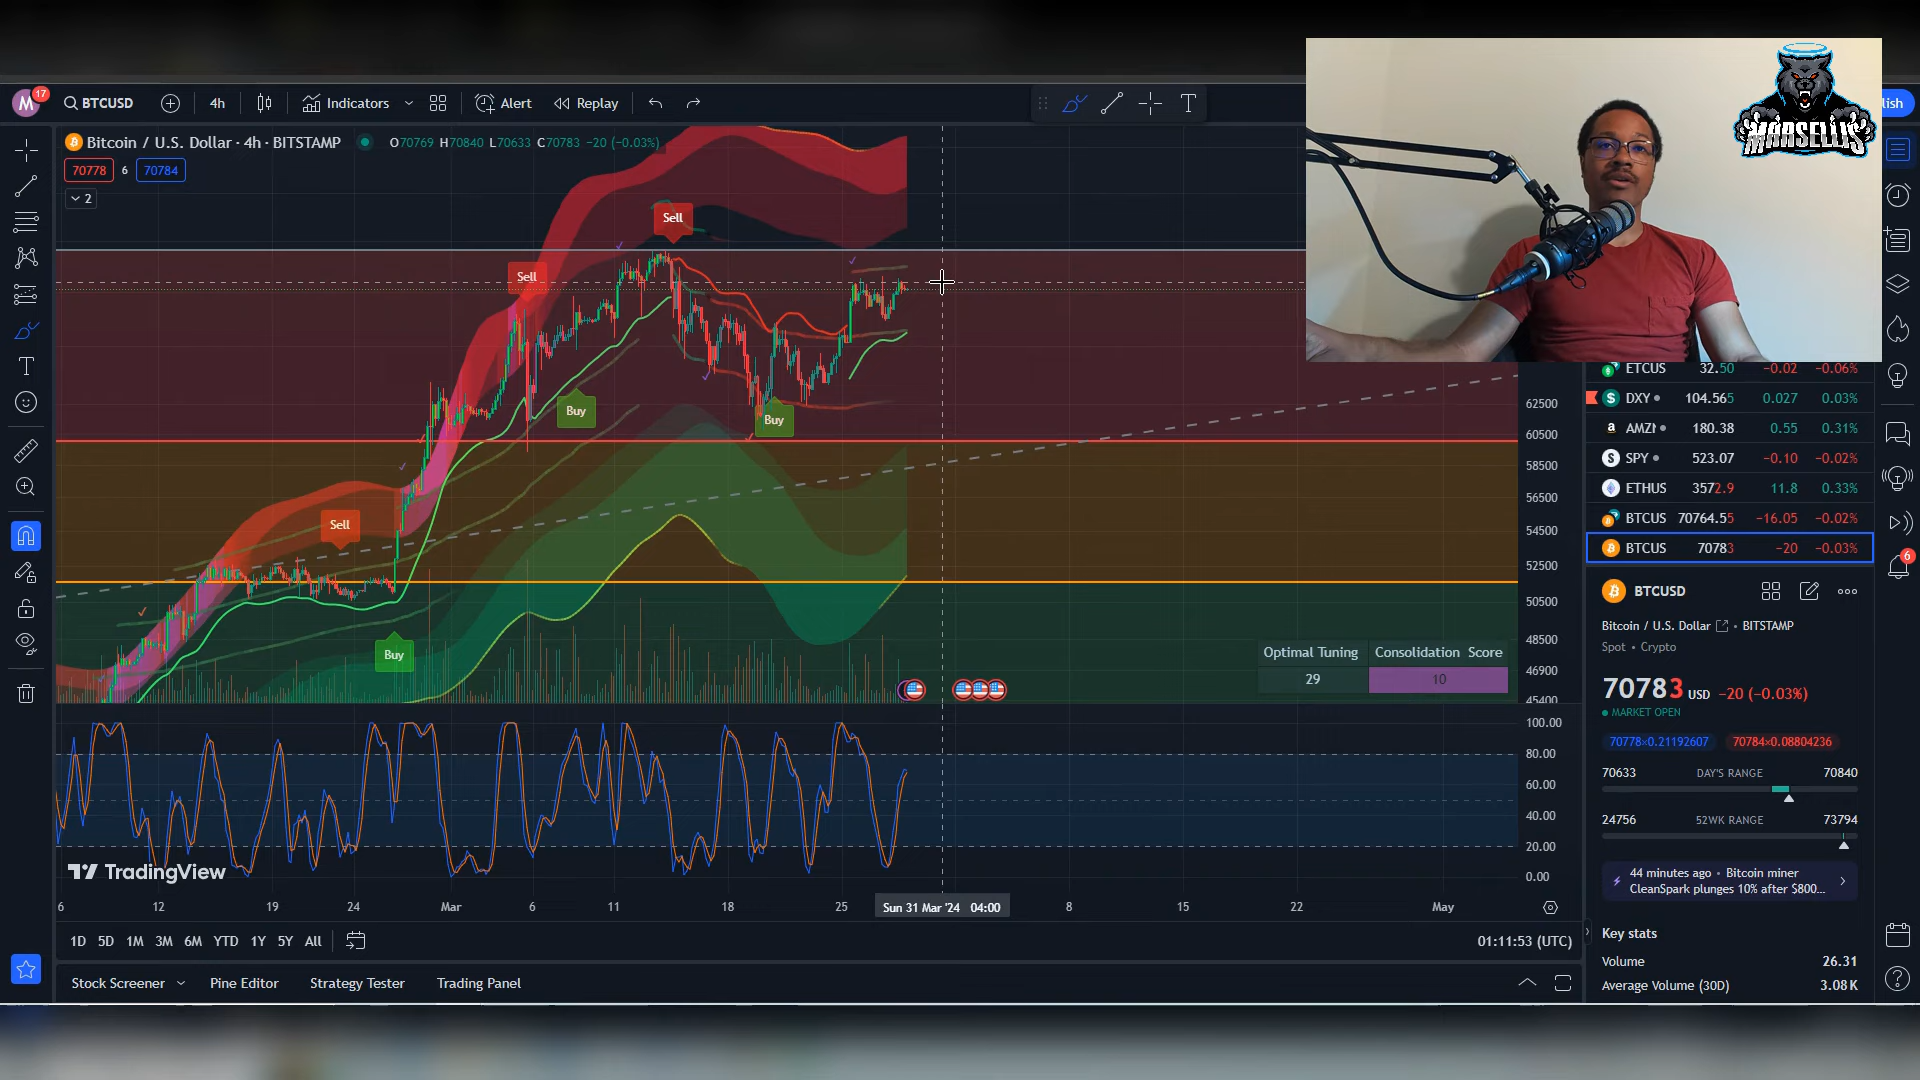 M 17 BTCUSD 4h Indicators Alert Replay
lish
MARSELLIS
Bitcoin / U.S. Dollar · 4h · BITSTAMP O70769 H70840 L70633 C70783 −20 (−0.03%)
70778 6 70784
2
Sell
Sell
Sell
Buy
Buy
Buy
62500
60500
58500
56500
54500
52500
50500
48500
46900
45400
Optimal Tuning Consolidation Score
29 10
100.00
80.00
60.00
40.00
20.00
0.00
TradingView
6 12 19 24 Mar 6 11 18 25 Sun 31 Mar '24 04:00 8 15 22 May
1D 5D 1M 3M 6M YTD 1Y 5Y All 01:11:53 (UTC)
Stock Screener Pine Editor Strategy Tester Trading Panel
ETCUS 32.50 −0.02 −0.06%
DXY 104.565 0.027 0.03%
AMZN 180.38 0.55 0.31%
SPY 523.07 −0.10 −0.02%
ETHUS 3572.9 11.8 0.33%
BTCUS 70764.55 −16.05 −0.02%
BTCUS 70783 −20 −0.03%
BTCUSD
Bitcoin / U.S. Dollar • BITSTAMP
Spot • Crypto
70783 USD −20 (−0.03%)
MARKET OPEN
70778×0.21192607 70784×0.08804236
70633 DAY'S RANGE 70840
24756 52WK RANGE 73794
44 minutes ago • Bitcoin miner
CleanSpark plunges 10% after $800...
Key stats
Volume 26.31
Average Volume (30D) 3.08K
6